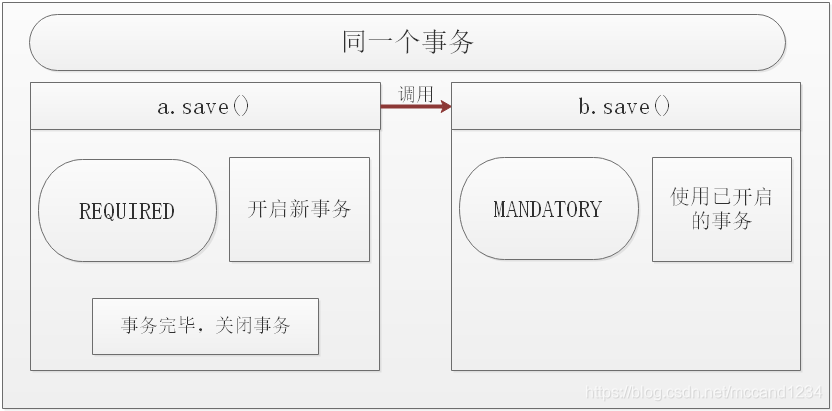 同一个事务
a.save()
调用
b.save()
REQUIRED
开启新事务
MANDATORY
使用已开启
的事务
事务完毕，关闭事务
https://blog.csdn.net/mccand1234